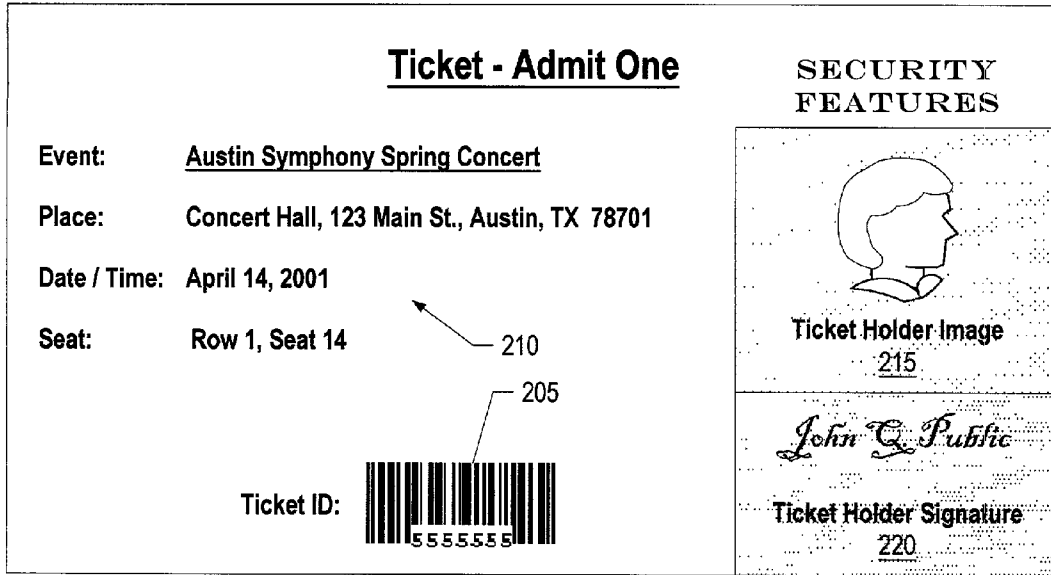 Ticket - Admit One
SECURITY
FEATURES
Event: Austin Symphony Spring Concert
Place: Concert Hall, 123 Main St., Austin, TX 78701
Date / Time: April 14, 2001
Seat: Row 1, Seat 14
210
205
Ticket ID:
5555555
Ticket Holder Image
215
John Q. Public
Ticket Holder Signature
220